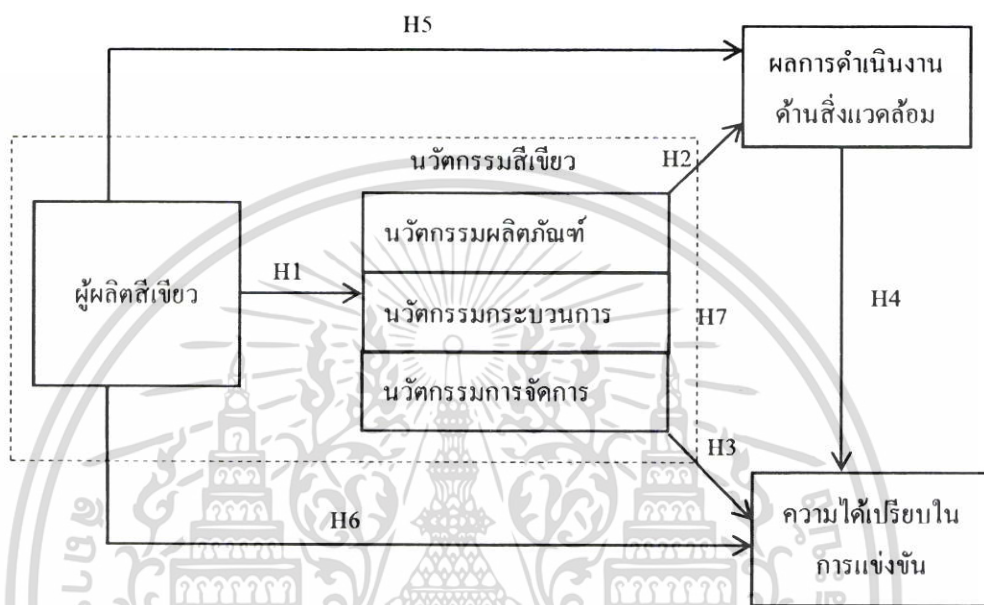 H5
ผลการดำเนินงาน
ด้านสิ่งแวดล้อม
นวัตกรรมสีเขียว
H2
ผู้ผลิตสีเขียว
H1
นวัตกรรมผลิตภัณฑ์
นวัตกรรมกระบวนการ
นวัตกรรมการจัดการ
H7
H4
H3
H6
ความได้เปรียบใน
การแข่งขัน